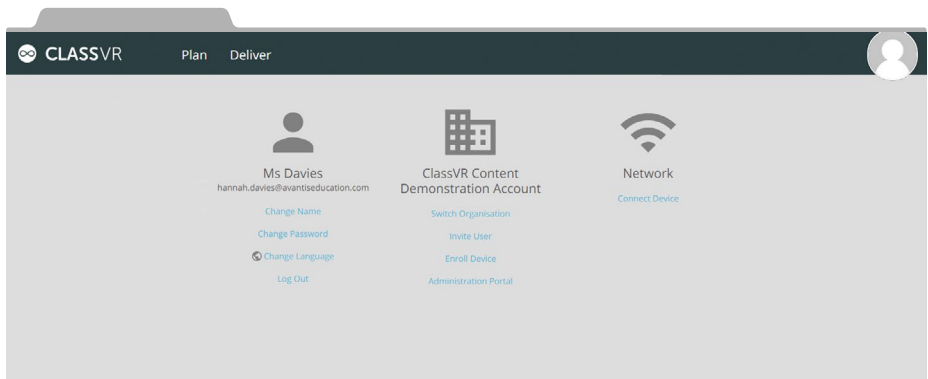 CLASSVR
Plan
Deliver
Ms Davies
hannah.davies@avantiseducation.com
Change Name
Change Password
Change Language
Log Out
ClassVR Content
Demonstration Account
Switch Organisation
Invite User
Enroll Device
Administration Portal
Network
Connect Device